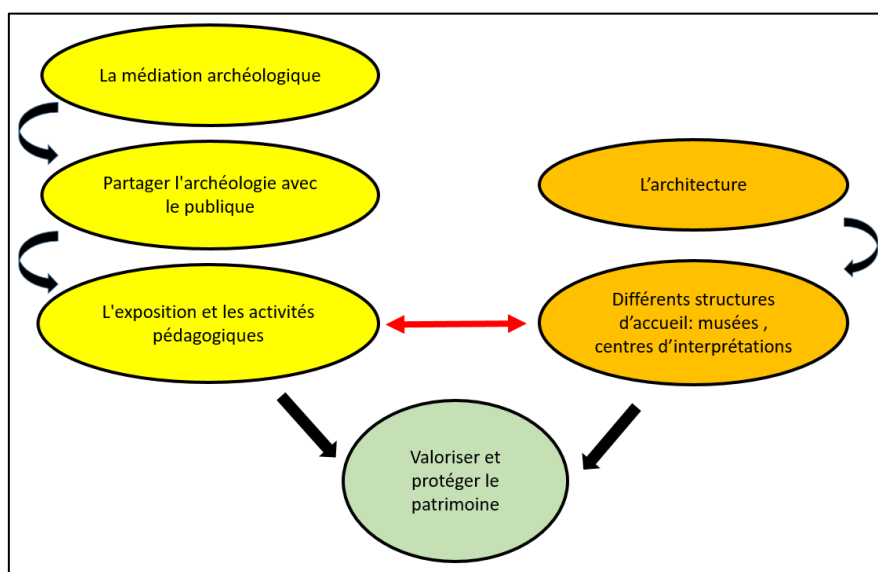 La médiation archéologique
Partager l'archéologie avec
le publique
L'exposition et les activités
pédagogiques
L'architecture
Différents structures
d'accueil: musées ,
centres d'interprétations
Valoriser et
protéger le
patrimoine